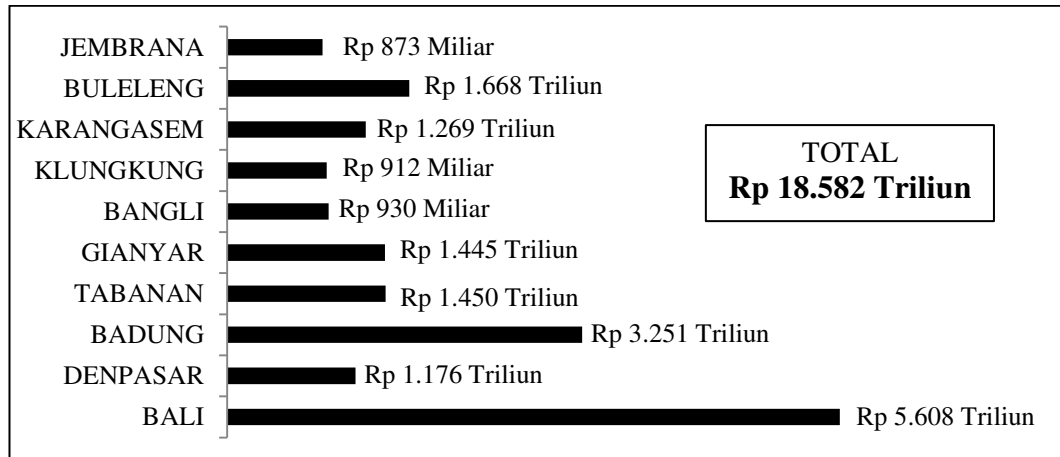 JEMBRANA Rp 873 Miliar
BULELENG Rp 1.668 Triliun
KARANGASEM Rp 1.269 Triliun
KLUNGKUNG Rp 912 Miliar
BANGLI Rp 930 Miliar
GIANYAR Rp 1.445 Triliun
TABANAN Rp 1.450 Triliun
BADUNG Rp 3.251 Triliun
DENPASAR Rp 1.176 Triliun
BALI Rp 5.608 Triliun
TOTAL
Rp 18.582 Triliun